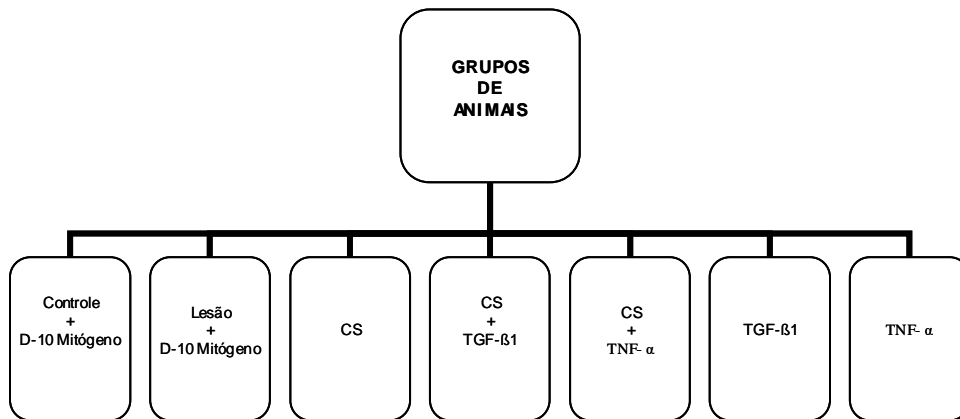 GRUPOS
DE
ANIMAIS
Controle
+
D-10 Mitógeno
Lesão
+
D-10 Mitógeno
CS
CS
+
TGF-ß1
CS
+
TNF- α
TGF-ß1
TNF- α